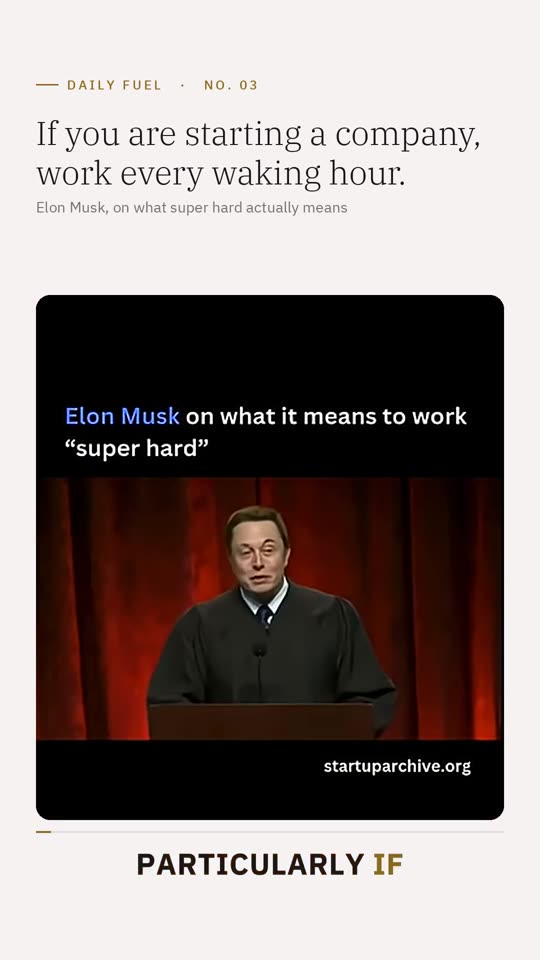 DAILY FUEL · NO. 03
If you are starting a company,
work every waking hour.
Elon Musk, on what super hard actually means
Elon Musk on what it means to work
“super hard”
startuparchive.org
PARTICULARLY IF